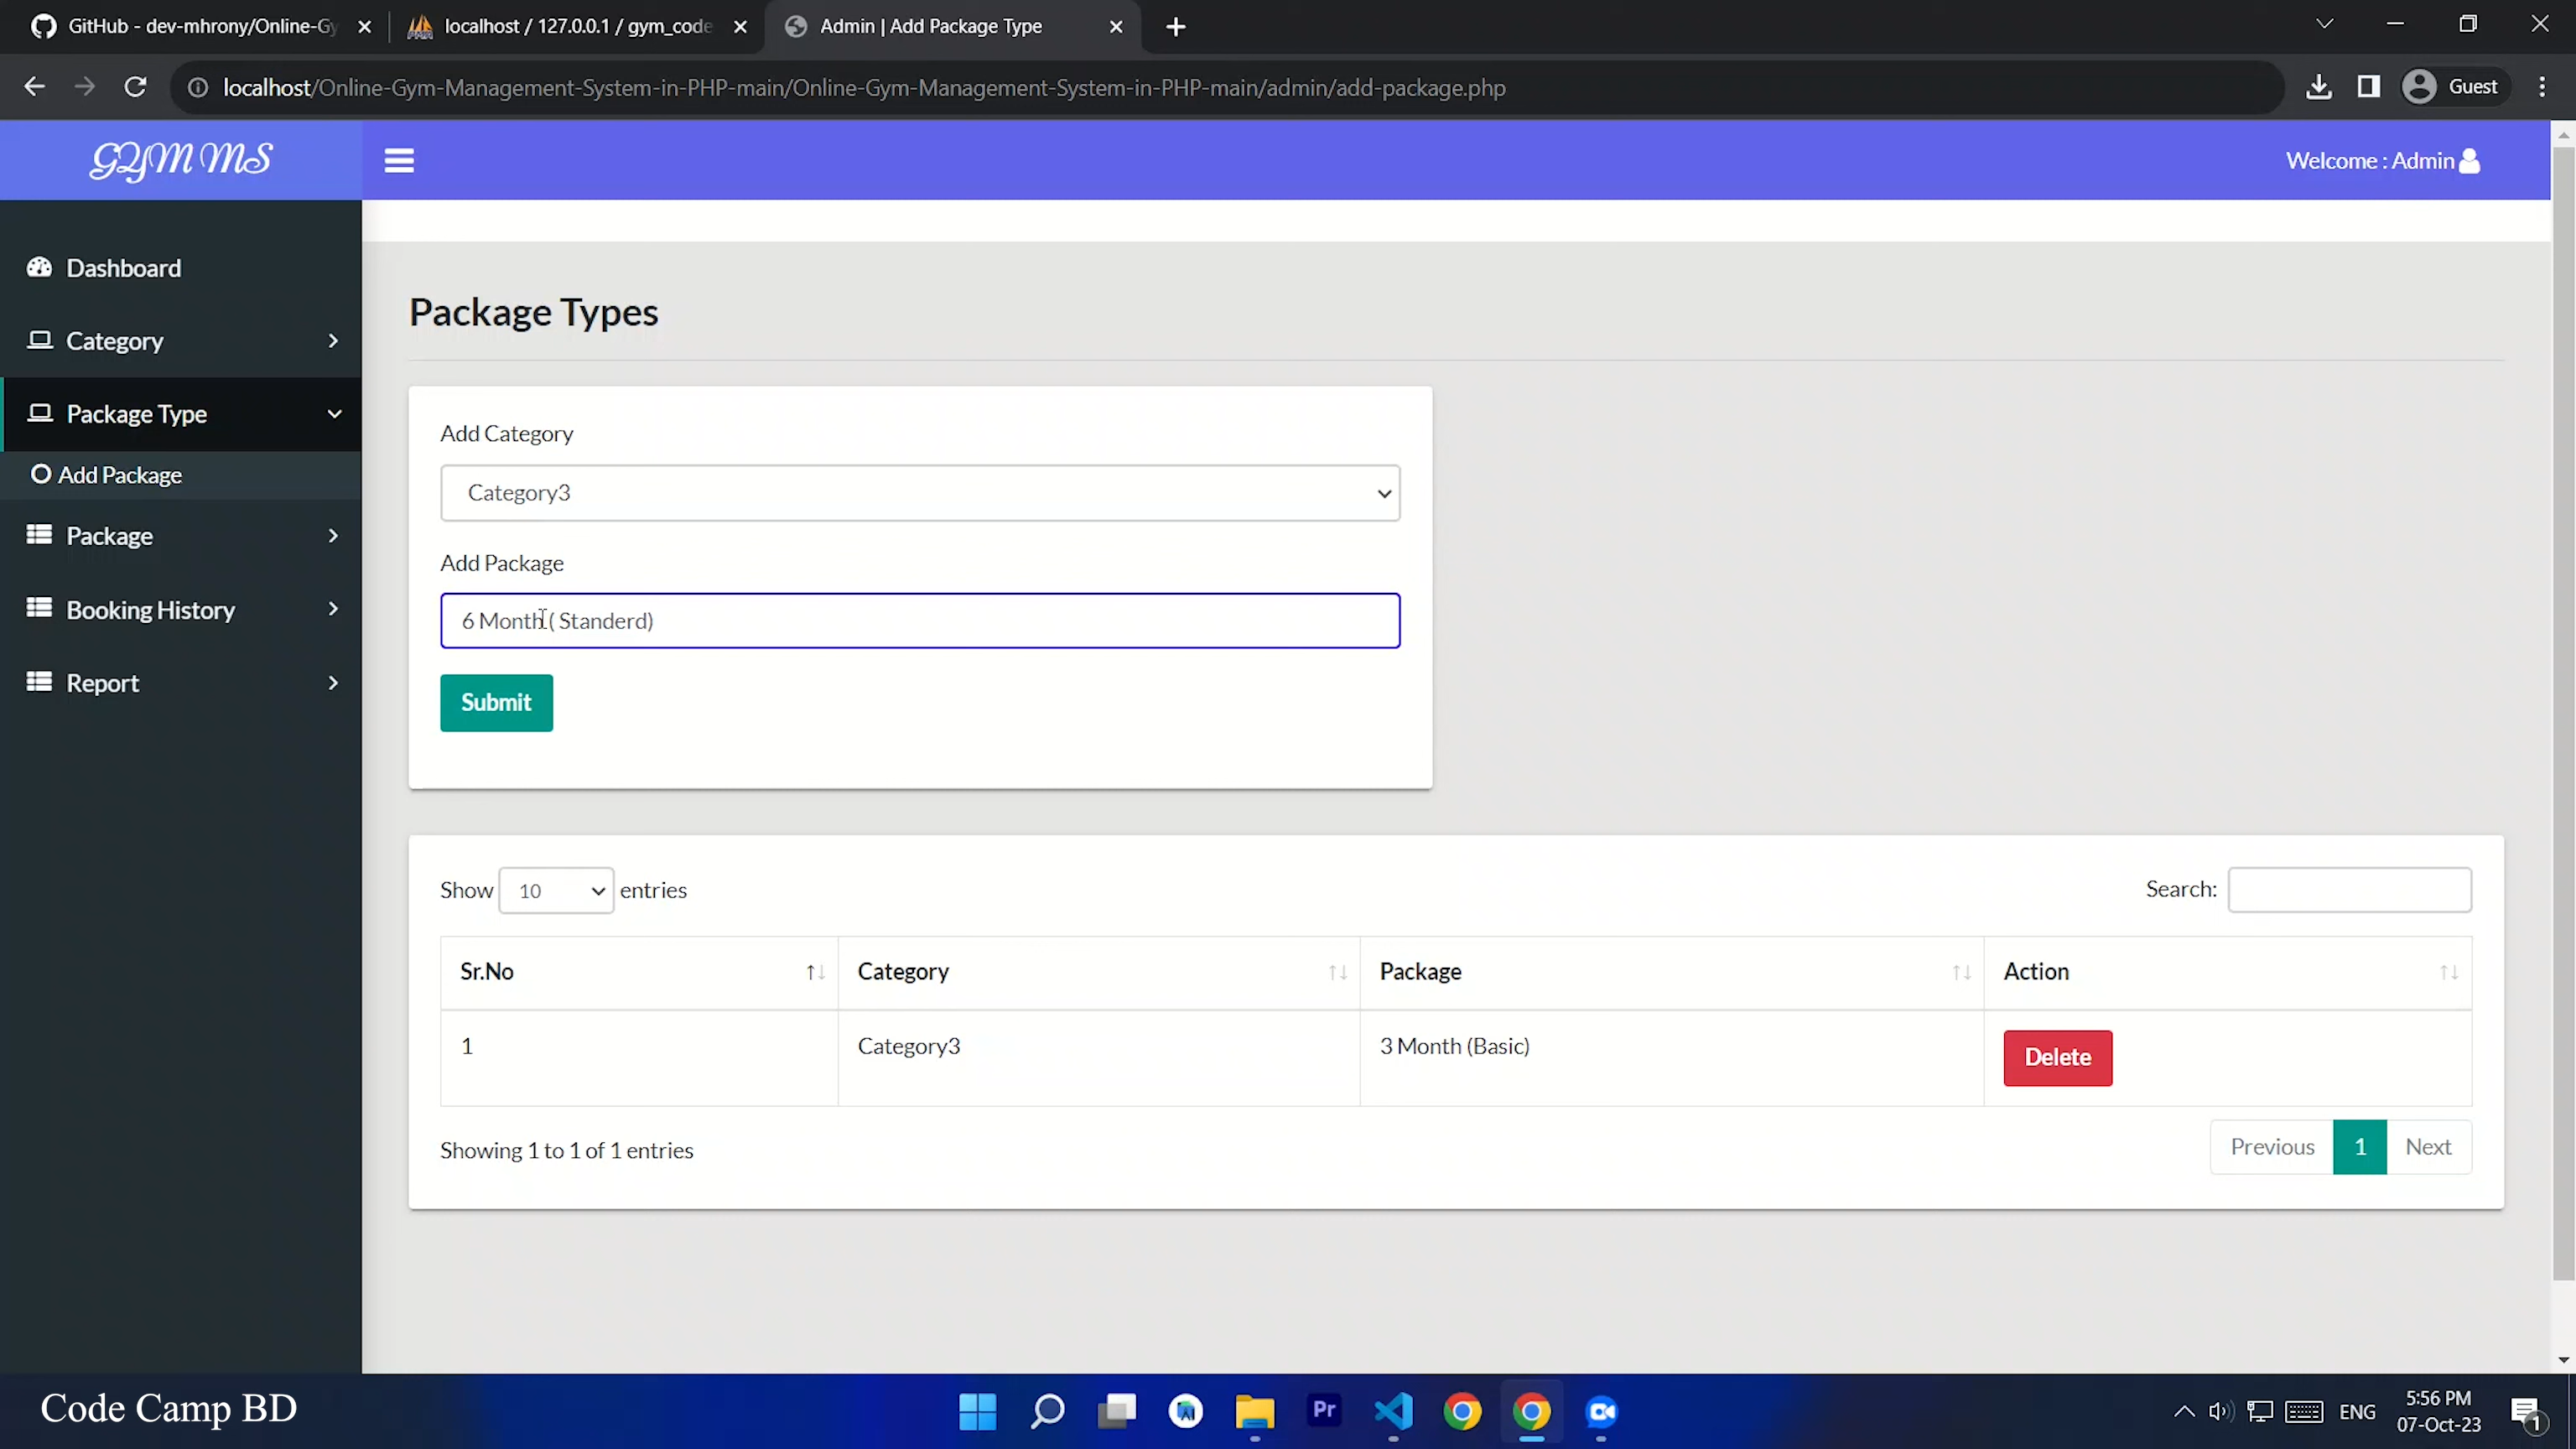 GitHub - dev-mhrony/Online-Gy
localhost / 127.0.0.1 / gym_code
Admin | Add Package Type
localhost/Online-Gym-Management-System-in-PHP-main/Online-Gym-Management-System-in-PHP-main/admin/add-package.php
Guest
GYM MS
Welcome : Admin
Dashboard
Category
Package Type
Add Package
Package
Booking History
Report
Package Types
Add Category
Category3
Add Package
6 Month ( Standerd)
Submit
Show 10 entries
Search:
Sr.No Category Package Action
1 Category3 3 Month (Basic) Delete
Showing 1 to 1 of 1 entries
Previous 1 Next
Code Camp BD
Pr
ENG
5:56 PM
07-Oct-23
1